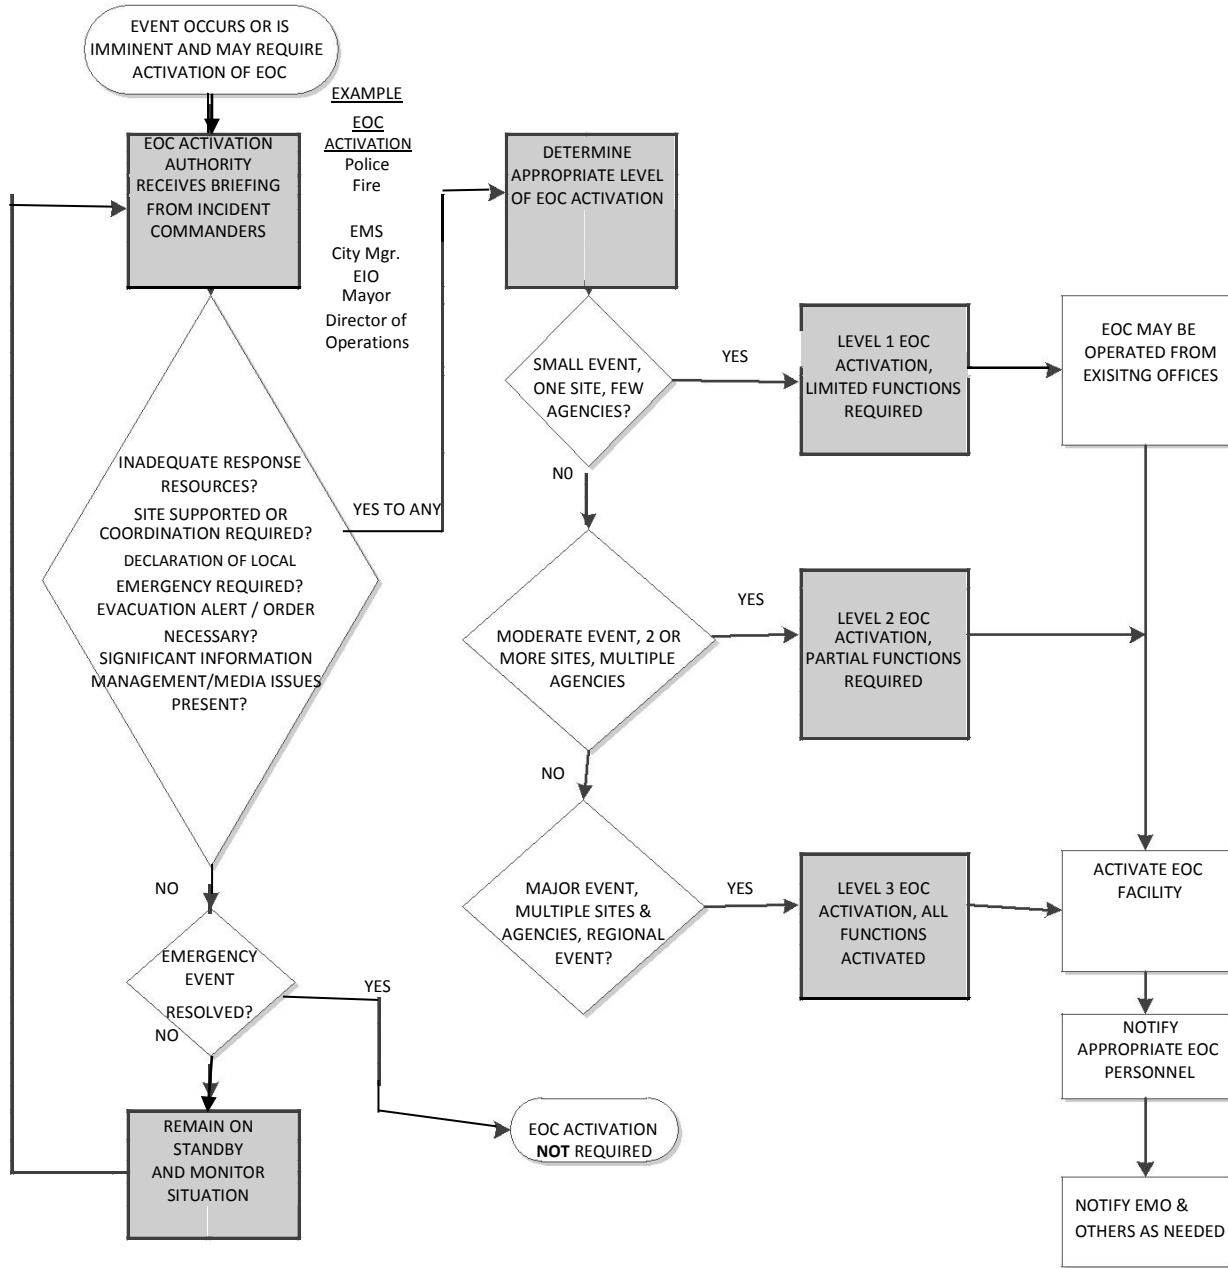 EVENT OCCURS OR IS
IMMINENT AND MAY REQUIRE
ACTIVATION OF EOC
EXAMPLE
EOC
ACTIVATION
Police
Fire
EMS
City Mgr.
EIO
Mayor
Director of
Operations
EOC ACTIVATION
AUTHORITY
RECEIVES BRIEFING
FROM INCIDENT
COMMANDERS
INADEQUATE RESPONSE
RESOURCES?
SITE SUPPORTED OR
COORDINATION REQUIRED?
DECLARATION OF LOCAL
EMERGENCY REQUIRED?
EVACUATION ALERT / ORDER
NECESSARY?
SIGNIFICANT INFORMATION
MANAGEMENT/MEDIA ISSUES
PRESENT?
YES TO ANY
NO
EMERGENCY
EVENT
RESOLVED?
YES
NO
REMAIN ON
STANDBY
AND MONITOR
SITUATION
EOC ACTIVATION
NOT REQUIRED
DETERMINE
APPROPRIATE LEVEL
OF EOC ACTIVATION
SMALL EVENT,
ONE SITE, FEW
AGENCIES?
YES
N0
LEVEL 1 EOC
ACTIVATION,
LIMITED FUNCTIONS
REQUIRED
EOC MAY BE
OPERATED FROM
EXISITNG OFFICES
MODERATE EVENT, 2 OR
MORE SITES, MULTIPLE
AGENCIES
YES
NO
LEVEL 2 EOC
ACTIVATION,
PARTIAL FUNCTIONS
REQUIRED
MAJOR EVENT,
MULTIPLE SITES &
AGENCIES, REGIONAL
EVENT?
YES
LEVEL 3 EOC
ACTIVATION, ALL
FUNCTIONS
ACTIVATED
ACTIVATE EOC
FACILITY
NOTIFY
APPROPRIATE EOC
PERSONNEL
NOTIFY EMO &
OTHERS AS NEEDED